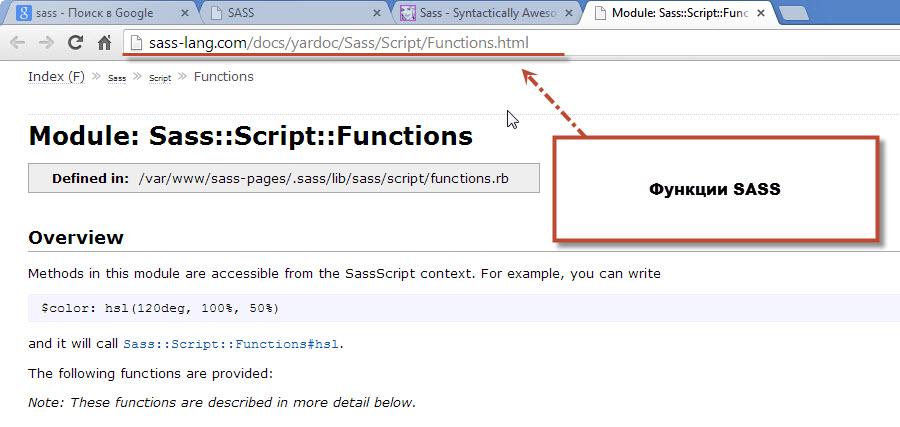 sass - Поиск в Google
SASS
Sass - Syntactically Aweso
Module: Sass::Script::Func
sass-lang.com/docs/yardoc/Sass/Script/Functions.html
Index (F) » Sass » Script » Functions
Module: Sass::Script::Functions
Defined in: /var/www/sass-pages/.sass/lib/sass/script/functions.rb
Функции SASS
Overview
Methods in this module are accessible from the SassScript context. For example, you can write
$color: hsl(120deg, 100%, 50%)
and it will call Sass::Script::Functions#hsl.
The following functions are provided:
Note: These functions are described in more detail below.